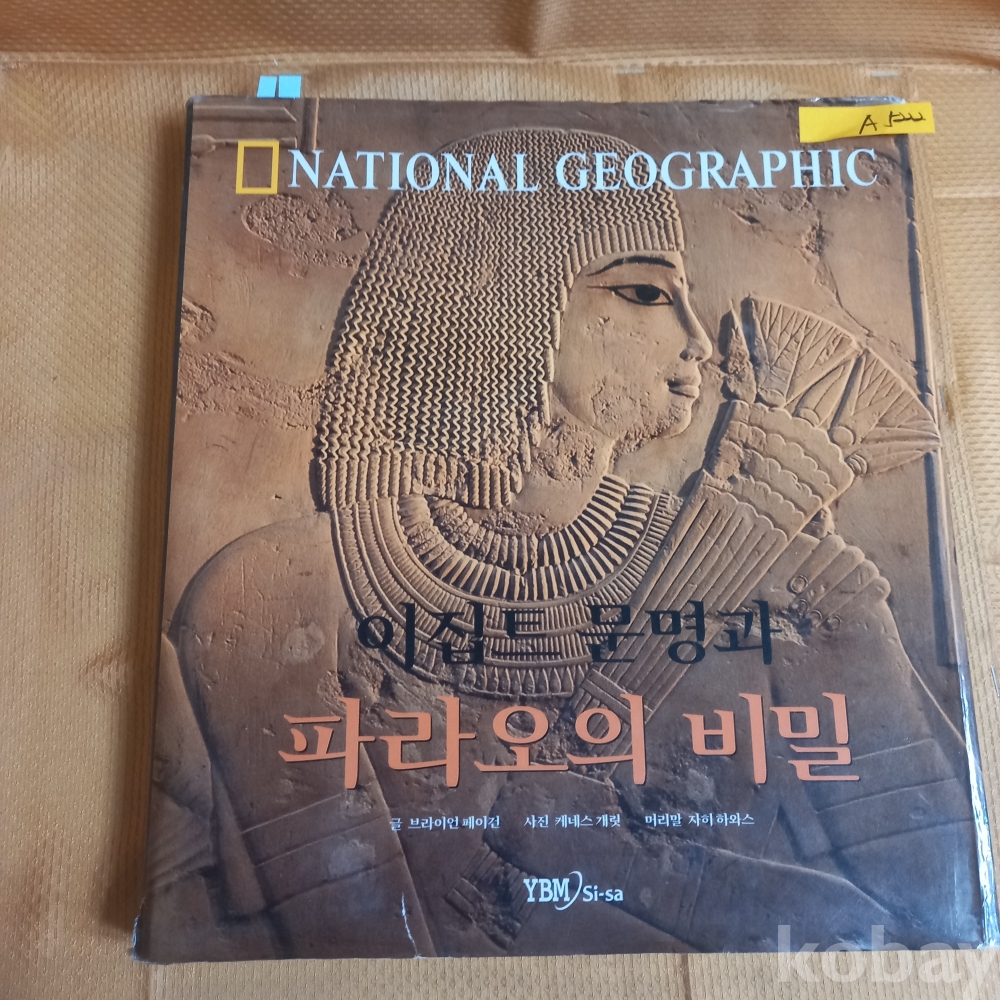 NATIONAL GEOGRAPHIC
이집트 문명과
파라오의 비밀
글 브라이언 페이건 사진 케네스 개릿 머리말 자히 하와스
YBM Si-sa
kobay